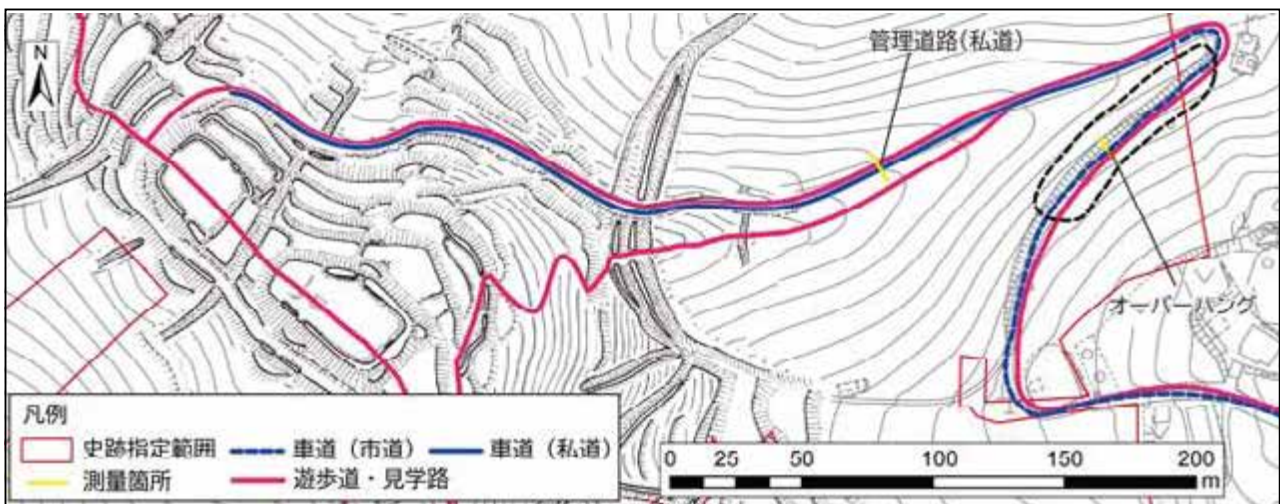 管理道路(私道)
N
オーバーハング
凡例
史跡指定範囲 車道（市道） 車道（私道）
測量箇所 遊歩道・見学路
0 25 50 100 150 200
m